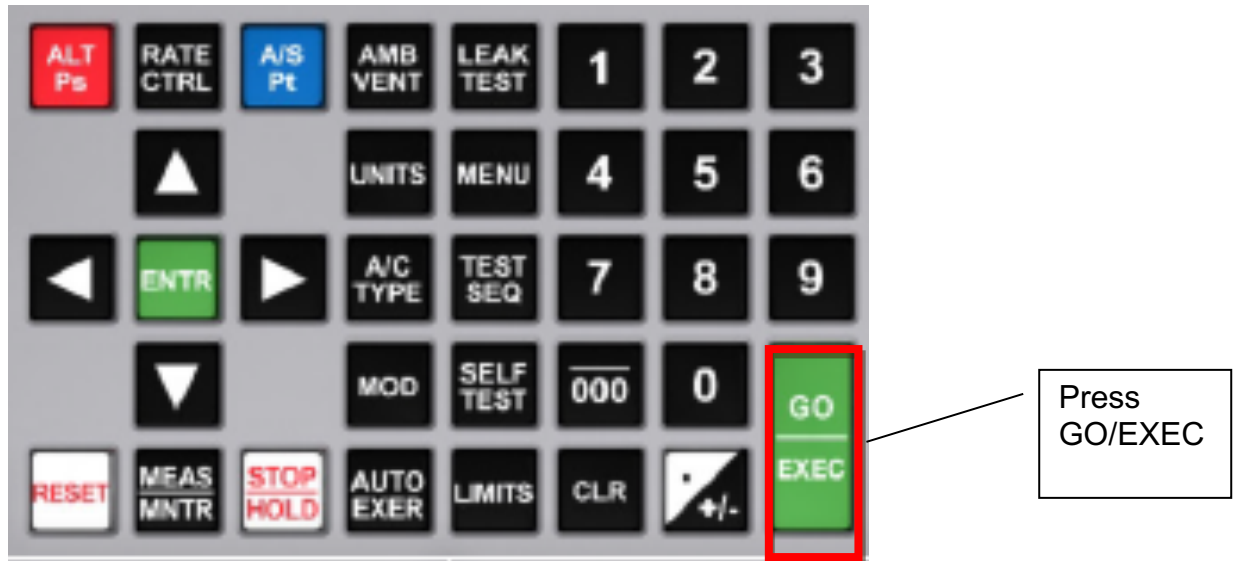 ALT RATE A/S AMB LEAK 1 2 3
Ps CTRL Pt VENT TEST
UNITS MENU 4 5 6
ENTR A/C TEST 7 8 9
TYPE SEQ
MOD SELF 000 0 GO
TEST
RESET MEAS STOP AUTO LIMITS CLR . +/- EXEC
MNTR HOLD EXER
Press
GO/EXEC